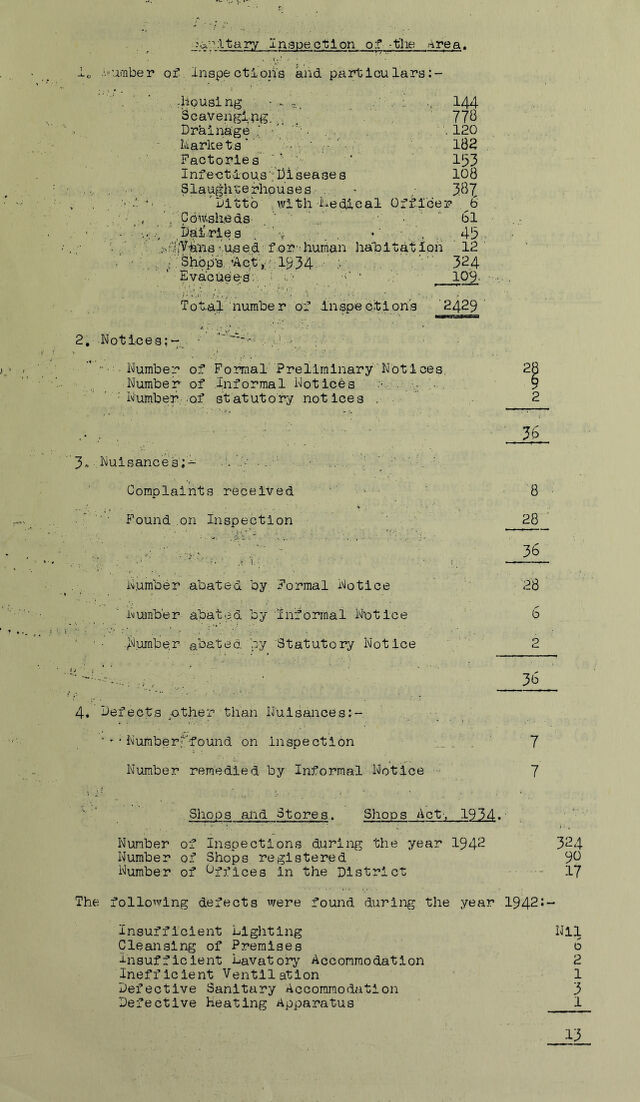 Sanitary Inspection of the Area.
1. Number of Inspections and particulars:-
Housing 144
Scavenging 778
Drainage 120
Markets 182
Factories 153
Infectious Diseases 108
Slaughterhouses 387
Ditto with Medical Officer 6
Cowsheds 61
Dairies 45
Vans used for human habitation 12
Shops Act, 1934 324
Evacuees 109
Total number of inspections 2429
2. Notices:-
Number of Formal Preliminary Notices 28
Number of Informal Notices
Number of statutory notices 2
36
3. Nuisances:-
Complaints received 8
Found on Inspection 28
36
Number abated by Formal Notice 28
Number abated by Informal Notice 6
Number abated by Statutory Notice 2
36
4. Defects other than Nuisances:-
Number found on inspection 7
Number remedied by Informal Notice 7
Shops and Stores. Shops Act, 1934.
Number of Inspections during the year 1942 324
Number of Shops registered 90
Number of Offices in the District 17
The following defects were found during the year 1942:-
Insufficient Lighting Nil
Cleansing of Premises 6
Insufficient Lavatory Accommodation 2
Inefficient Ventilation 1
Defective Sanitary Accommodation 3
Defective Heating Apparatus 1
13